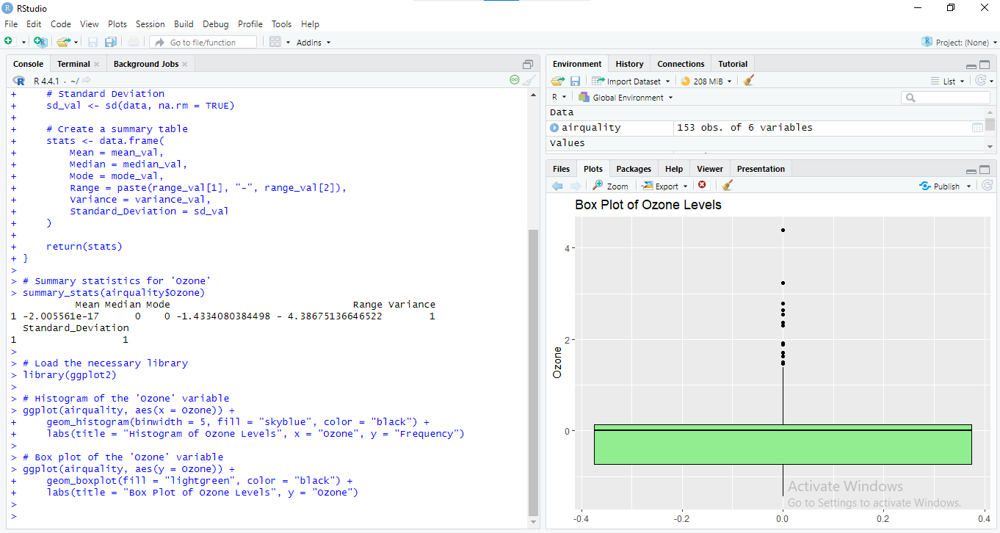 RStudio
File Edit Code View Plots Session Build Debug Profile Tools Help
Go to file/function Addins Project: (None)
Console Terminal Background Jobs
R 4.4.1 . ~/
+     # Standard Deviation
+     sd_val <- sd(data, na.rm = TRUE)
+
+     # Create a summary table
+     stats <- data.frame(
+         Mean = mean_val,
+         Median = median_val,
+         Mode = mode_val,
+         Range = paste(range_val[1], "-", range_val[2]),
+         Variance = variance_val,
+         Standard_Deviation = sd_val
+     )
+
+     return(stats)
+ }
>
> # Summary statistics for 'Ozone'
> summary_stats(airquality$Ozone)
           Mean Median Mode                               Range Variance
1 -2.005561e-17      0    0 -1.4334080384498 - 4.38675136646522        1
  Standard_Deviation
1                  1
>
> # Load the necessary library
> library(ggplot2)
>
> # Histogram of the 'Ozone' variable
> ggplot(airquality, aes(x = Ozone)) +
+     geom_histogram(binwidth = 5, fill = "skyblue", color = "black") +
+     labs(title = "Histogram of Ozone Levels", x = "Ozone", y = "Frequency")
>
> # Box plot of the 'Ozone' variable
> ggplot(airquality, aes(y = Ozone)) +
+     geom_boxplot(fill = "lightgreen", color = "black") +
+     labs(title = "Box Plot of Ozone Levels", y = "Ozone")
>
>
Environment History Connections Tutorial
Import Dataset 208 MiB List
R Global Environment
Data
airquality 153 obs. of 6 variables
Values
Files Plots Packages Help Viewer Presentation
Zoom Export Publish
Box Plot of Ozone Levels
4
2
0
Ozone
-0.4 -0.2 0.0 0.2 0.4
Activate Windows
Go to Settings to activate Windows.